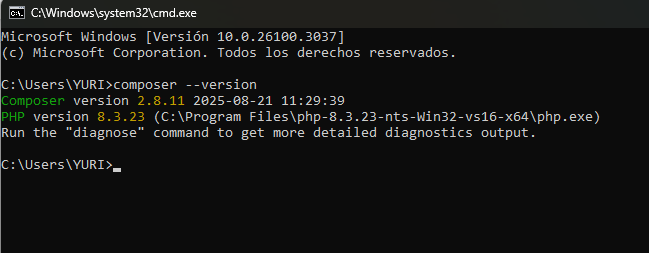 C:\Windows\system32\cmd.exe
Microsoft Windows [Versión 10.0.26100.3037]
(c) Microsoft Corporation. Todos los derechos reservados.
C:\Users\YURI>composer --version
Composer version 2.8.11 2025-08-21 11:29:39
PHP version 8.3.23 (C:\Program Files\php-8.3.23-nts-Win32-vs16-x64\php.exe)
Run the "diagnose" command to get more detailed diagnostics output.
C:\Users\YURI>